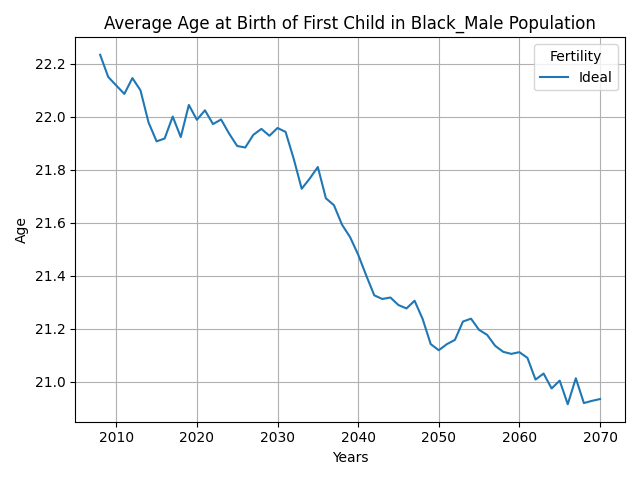 Average Age at Birth of First Child in Black_Male Population
Fertility
Ideal
22.2
22.0
21.8
21.6
21.4
21.2
21.0
Age
2010 2020 2030 2040 2050 2060 2070
Years